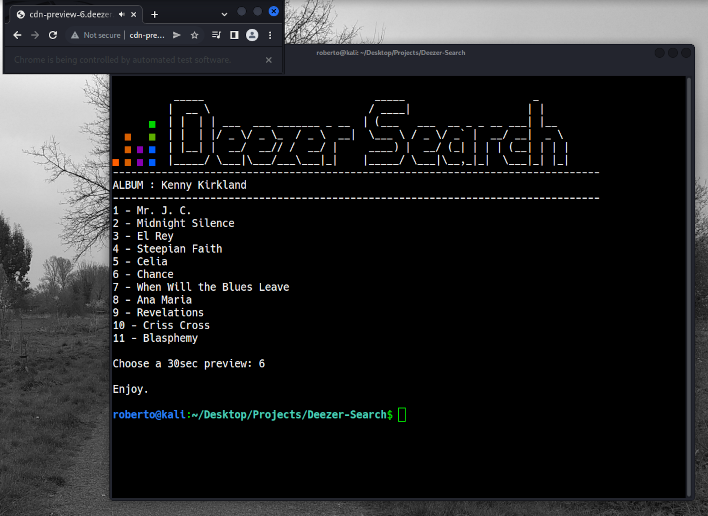 cdn-preview-6.deezer
Not secure | cdn-pre...
Chrome is being controlled by automated test software.
roberto@kali: ~/Desktop/Projects/Deezer-Search
Deezer Search
ALBUM : Kenny Kirkland
1 - Mr. J. C.
2 - Midnight Silence
3 - El Rey
4 - Steepian Faith
5 - Celia
6 - Chance
7 - When Will the Blues Leave
8 - Ana Maria
9 - Revelations
10 - Criss Cross
11 - Blasphemy
Choose a 30sec preview: 6
Enjoy.
roberto@kali:~/Desktop/Projects/Deezer-Search$